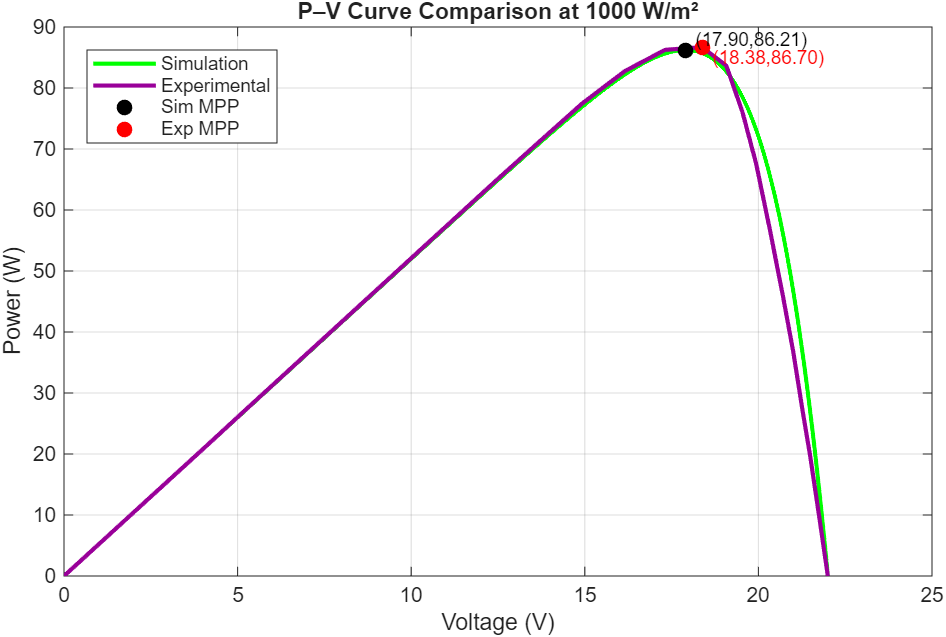 P–V Curve Comparison at 1000 W/m²
90
80
70
60
50
40
30
20
10
0
Power (W)
Simulation
Experimental
Sim MPP
Exp MPP
(17.90,86.21)
(18.38,86.70)
0
5
10
15
20
25
Voltage (V)